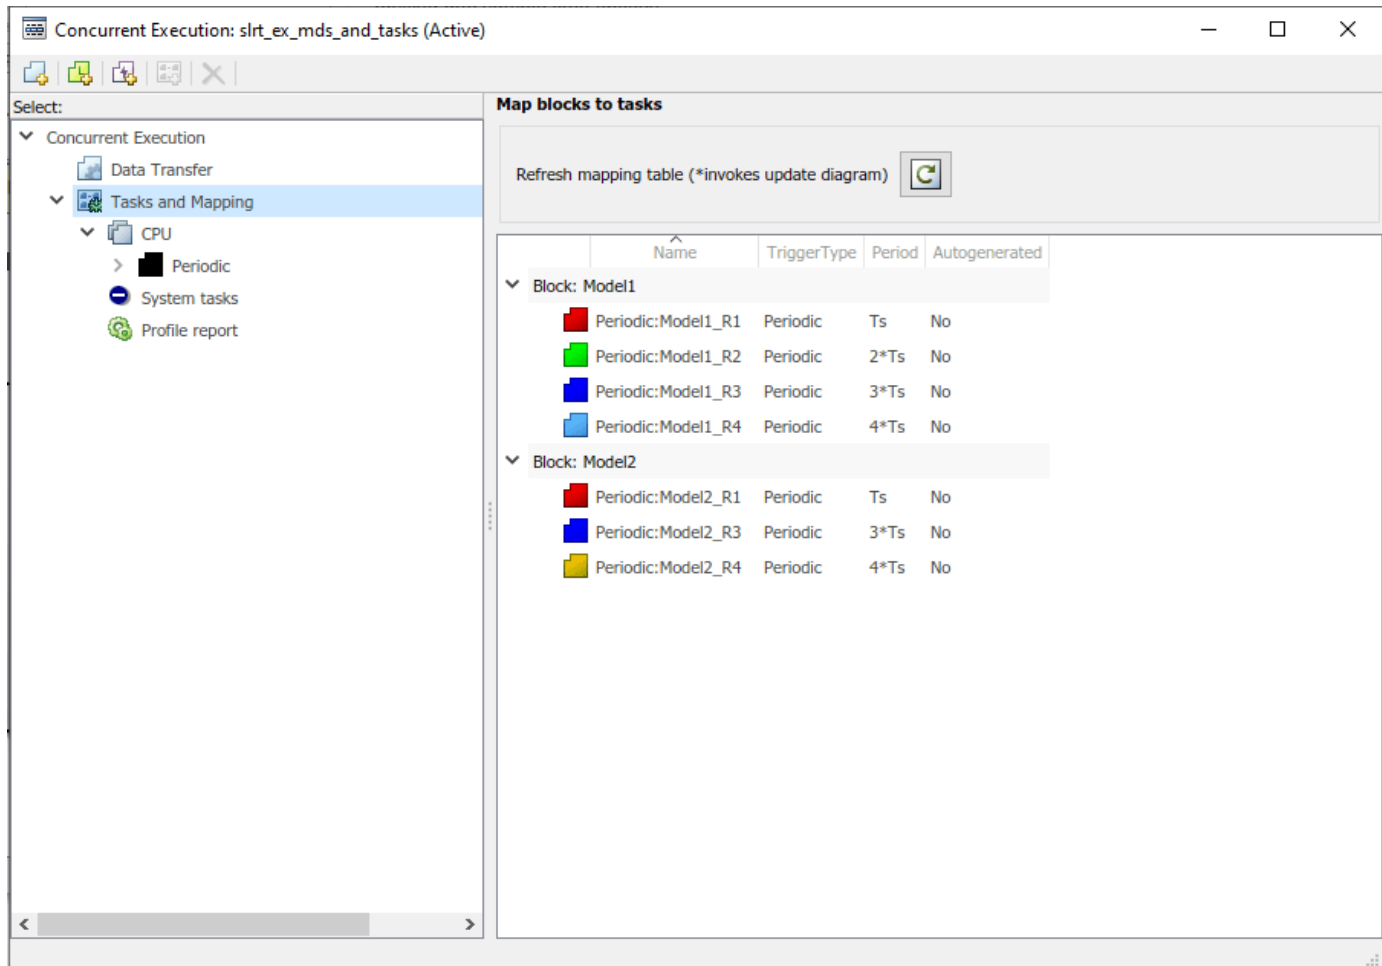 Concurrent Execution: slrt_ex_mds_and_tasks (Active)
Select:
Concurrent Execution
Data Transfer
Tasks and Mapping
CPU
Periodic
System tasks
Profile report
Map blocks to tasks
Refresh mapping table (*invokes update diagram)
Name TriggerType Period Autogenerated
Block: Model1
Periodic:Model1_R1 Periodic Ts No
Periodic:Model1_R2 Periodic 2*Ts No
Periodic:Model1_R3 Periodic 3*Ts No
Periodic:Model1_R4 Periodic 4*Ts No
Block: Model2
Periodic:Model2_R1 Periodic Ts No
Periodic:Model2_R3 Periodic 3*Ts No
Periodic:Model2_R4 Periodic 4*Ts No